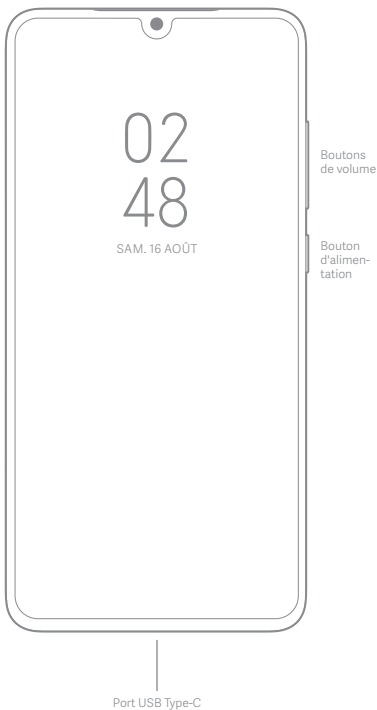 02
48
SAM. 16 AOÛT
Boutons
de volume
Bouton
d'alimen-
tation
Port USB Type-C